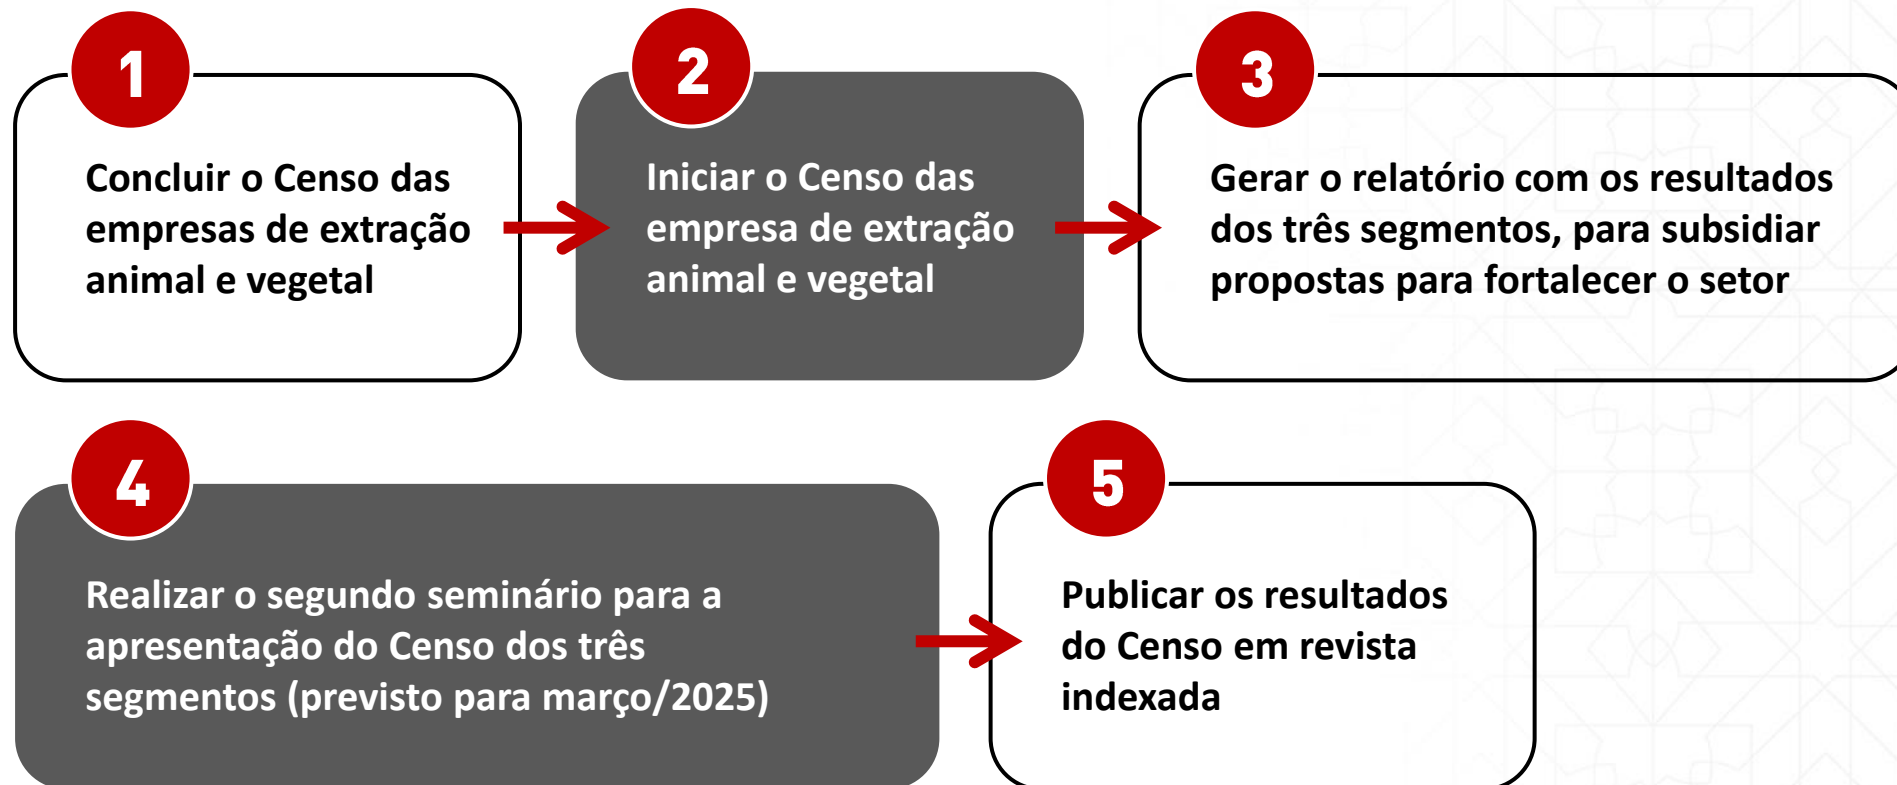 1
Concluir o Censo das
empresas de extração
animal e vegetal
2
Iniciar o Censo das
empresa de extração
animal e vegetal
3
Gerar o relatório com os resultados
dos três segmentos, para subsidiar
propostas para fortalecer o setor
4
Realizar o segundo seminário para a
apresentação do Censo dos três
segmentos (previsto para março/2025)
5
Publicar os resultados
do Censo em revista
indexada